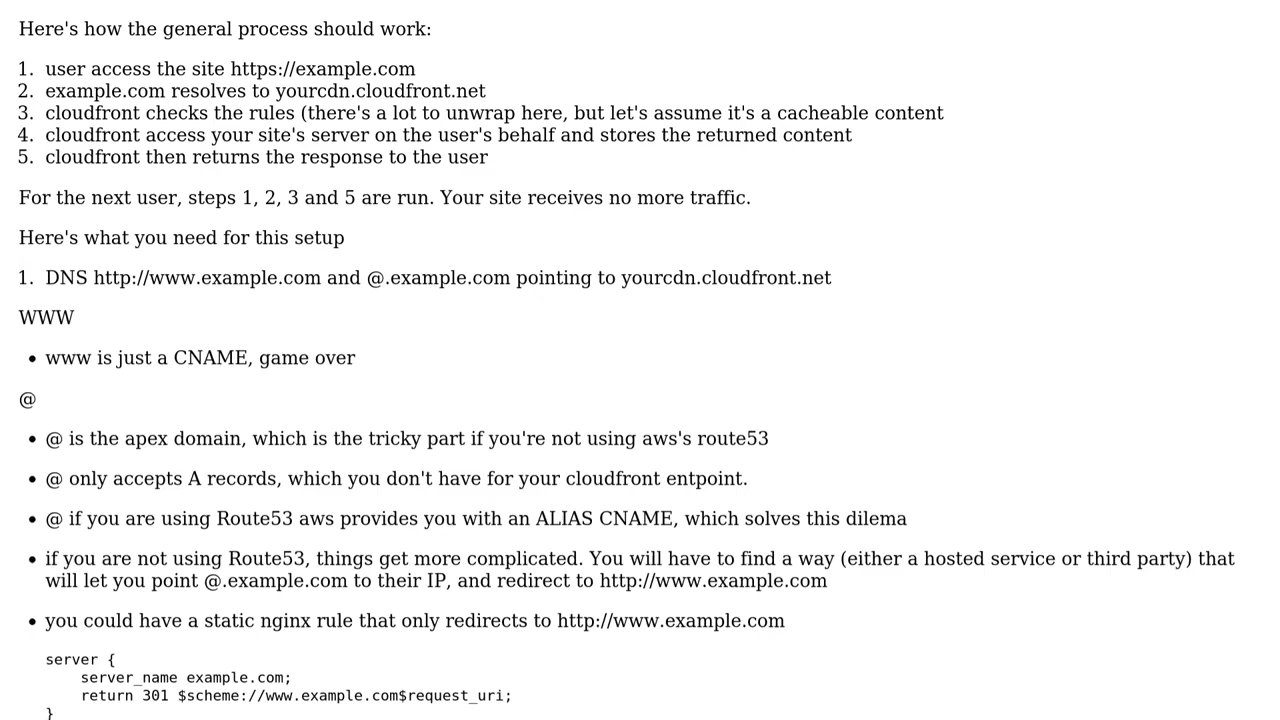 Here's how the general process should work:
1. user access the site https://example.com
2. example.com resolves to yourcdn.cloudfront.net
3. cloudfront checks the rules (there's a lot to unwrap here, but let's assume it's a cacheable content
4. cloudfront access your site's server on the user's behalf and stores the returned content
5. cloudfront then returns the response to the user
For the next user, steps 1, 2, 3 and 5 are run. Your site receives no more traffic.
Here's what you need for this setup
1. DNS http://www.example.com and @.example.com pointing to yourcdn.cloudfront.net
WWW
• www is just a CNAME, game over
@
• @ is the apex domain, which is the tricky part if you're not using aws's route53
• @ only accepts A records, which you don't have for your cloudfront entpoint.
• @ if you are using Route53 aws provides you with an ALIAS CNAME, which solves this dilema
• if you are not using Route53, things get more complicated. You will have to find a way (either a hosted service or third party) that
will let you point @.example.com to their IP, and redirect to http://www.example.com
• you could have a static nginx rule that only redirects to http://www.example.com
server {
    server_name example.com;
    return 301 $scheme://www.example.com$request_uri;
}